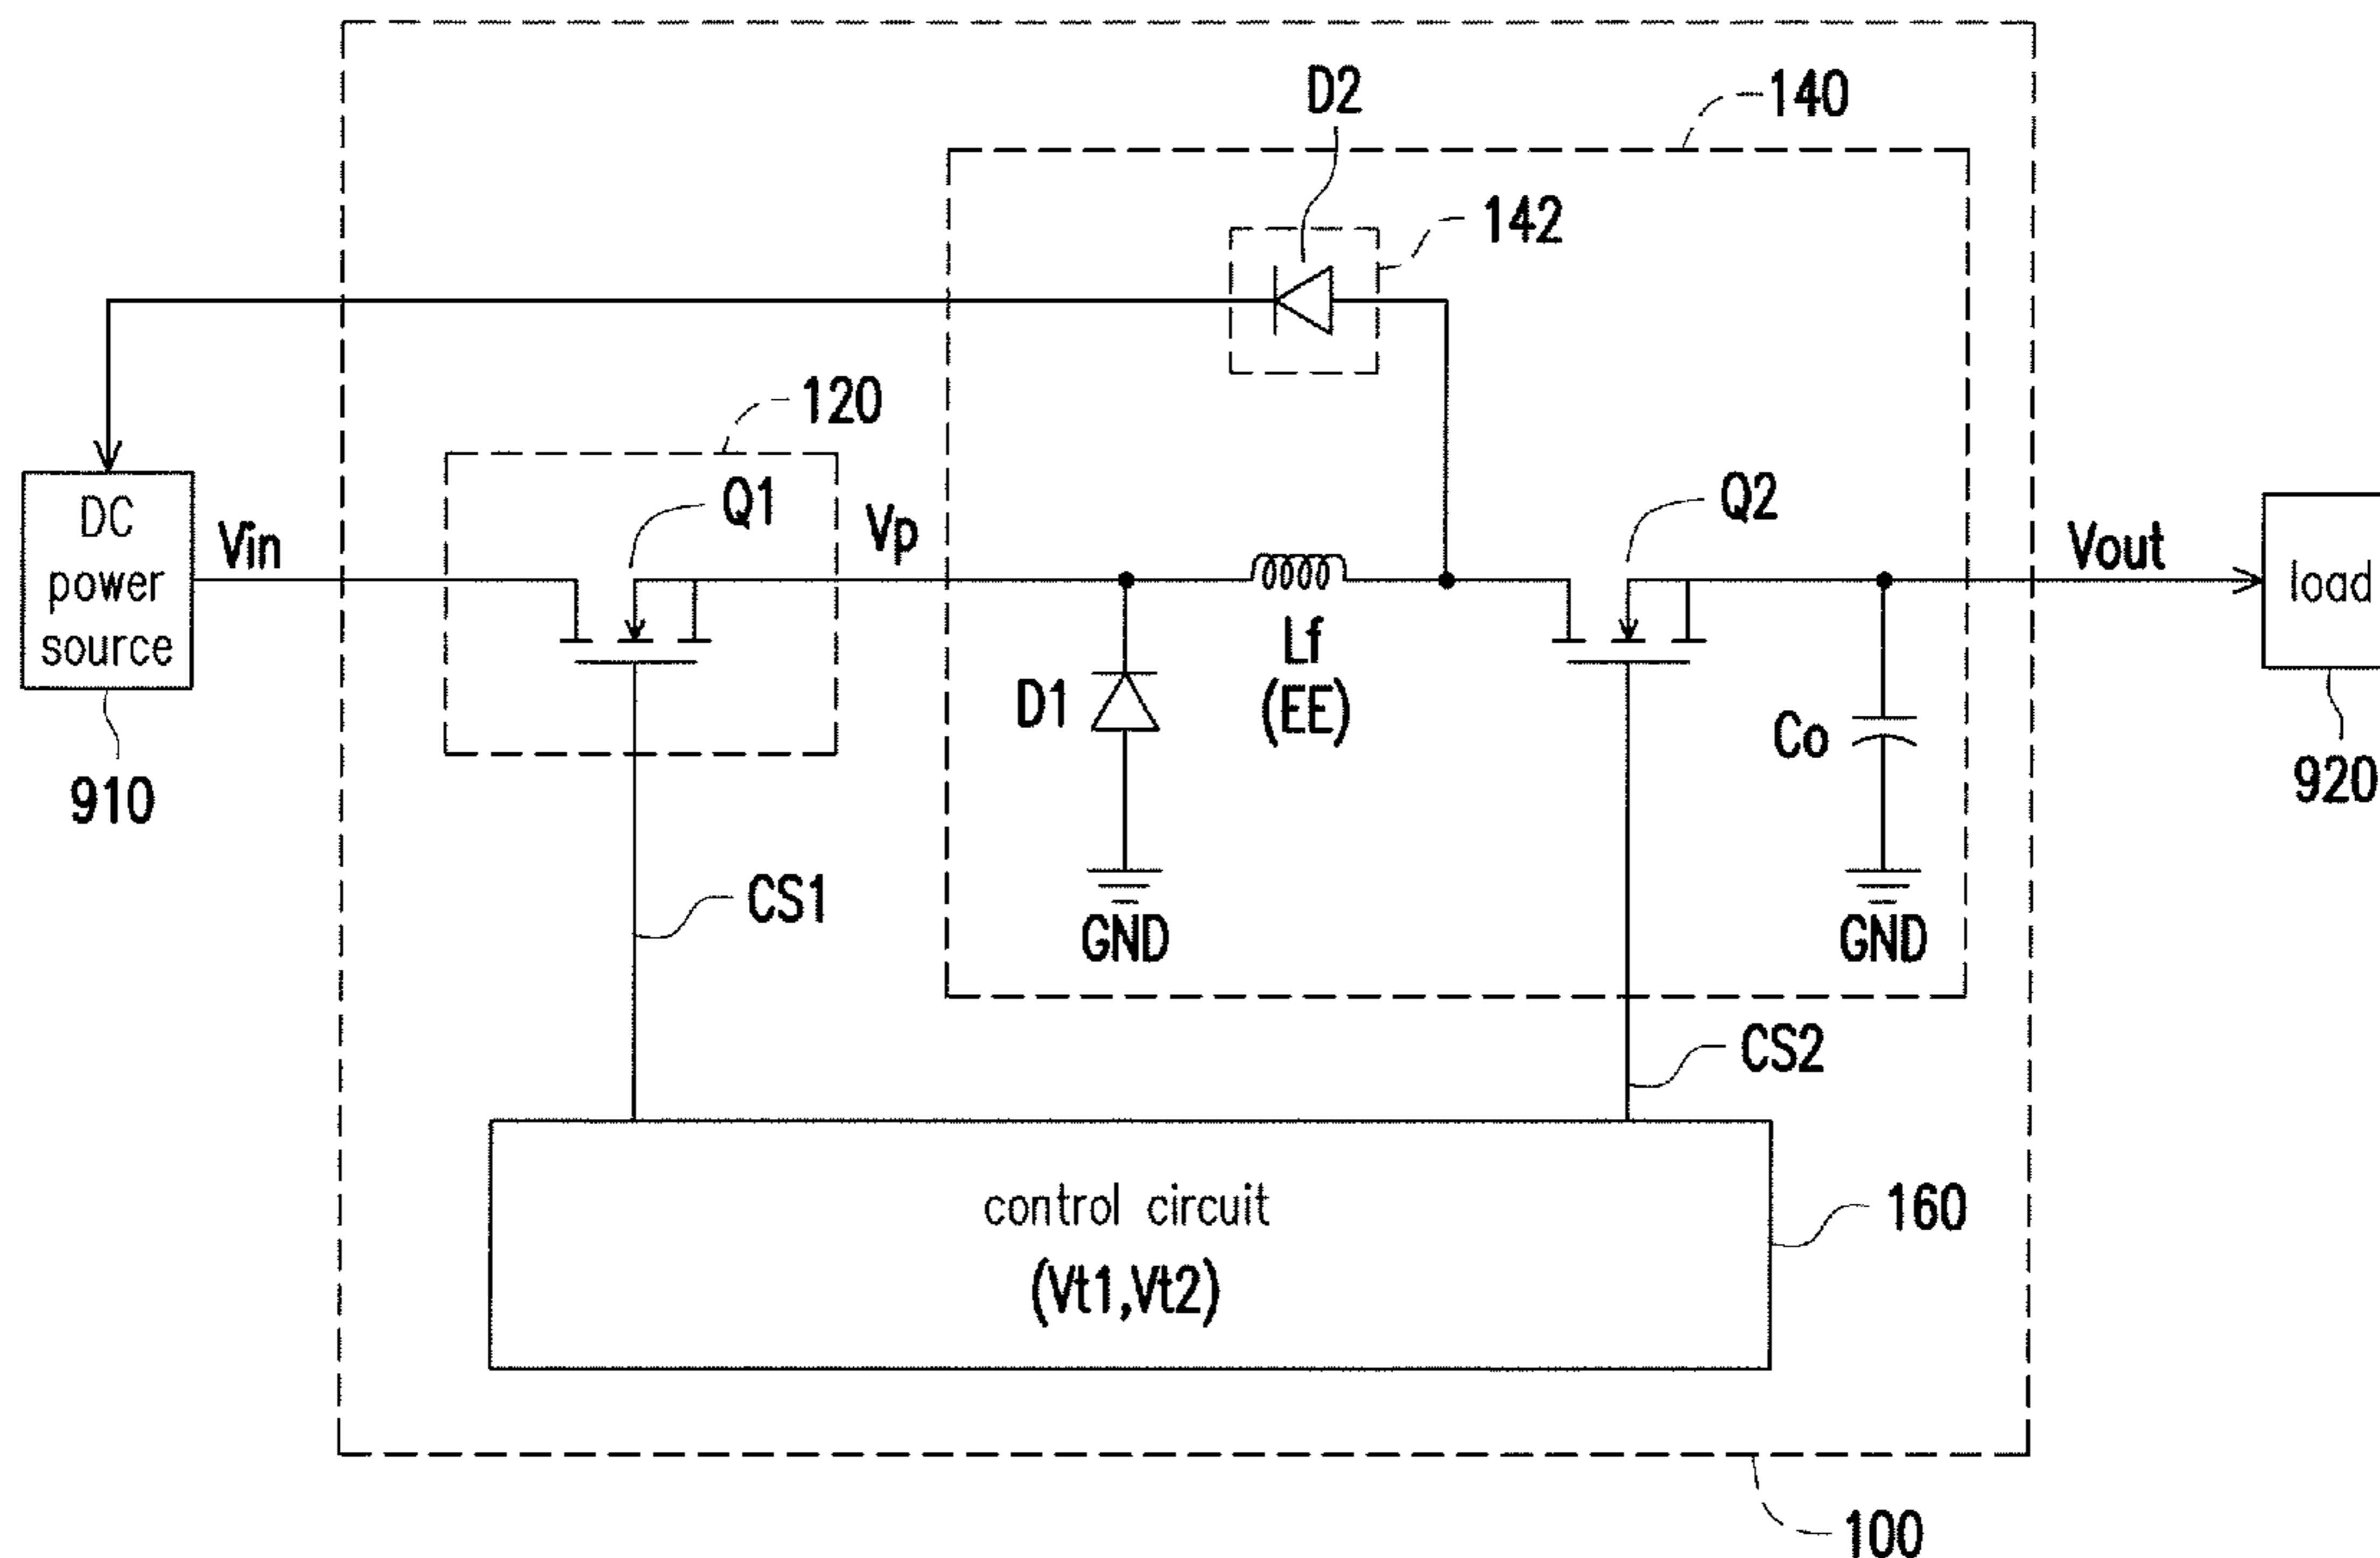 D2
140
142
120
Q1
Q2
DC
power
source
Vin
Vp
Vout
load
Lf
(EE)
D1
Co
910
920
CS1
GND
GND
CS2
control circuit
(Vt1,Vt2)
160
100